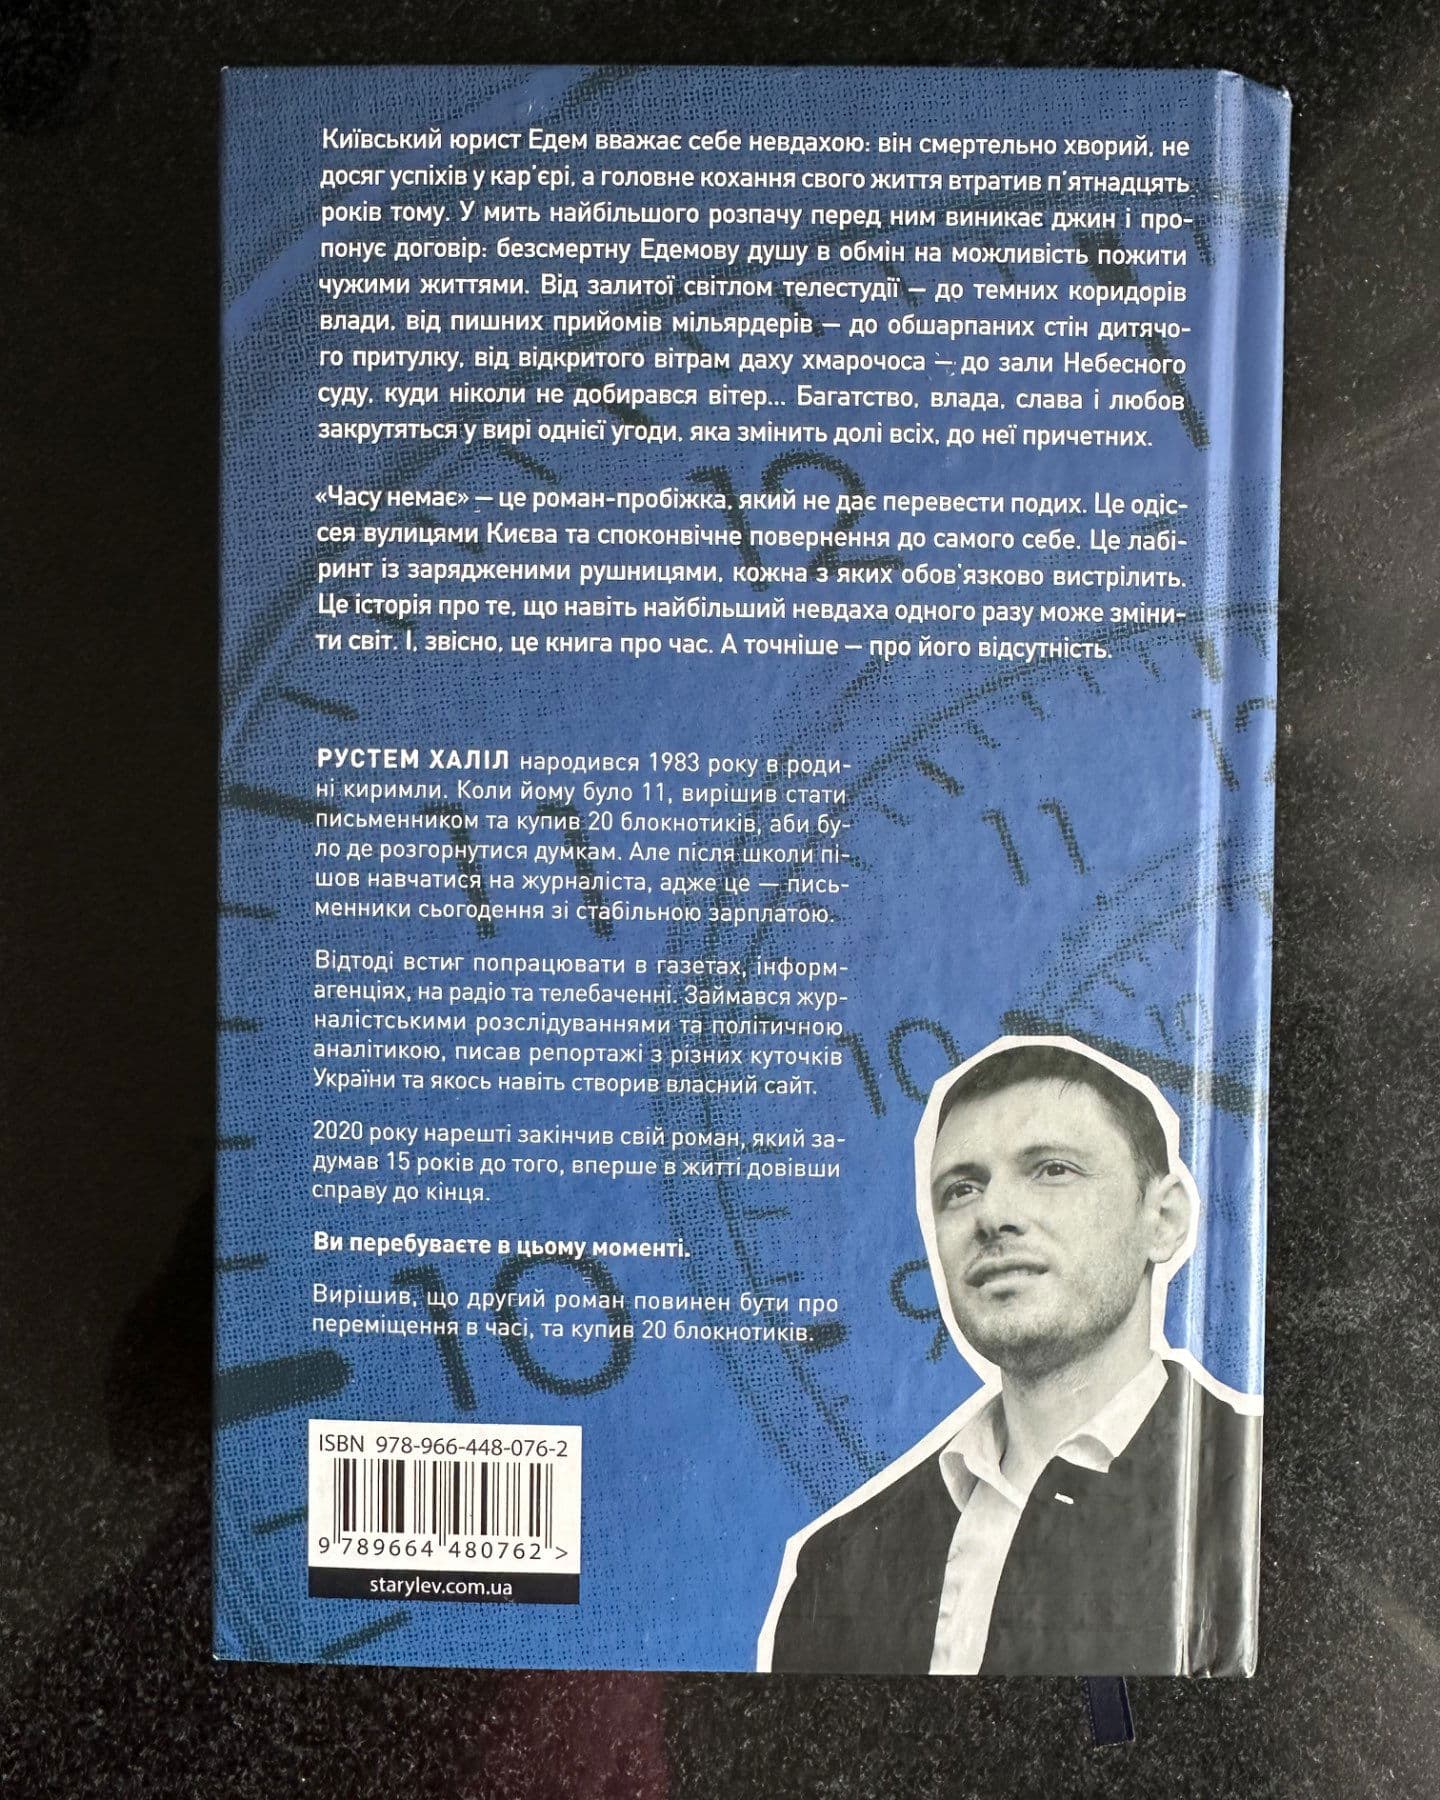 Київський юрист Едем вважає себе невдахою: він смертельно хворий, не
досяг успіхів у кар'єрі, а головне кохання свого життя втратив п'ятнадцять
років тому. У мить найбільшого розпачу перед ним виникає джин і про-
понує договір: безсмертну Едемову душу в обмін на можливість пожити
чужими життями. Від залитої світлом телестудії — до темних коридорів
влади, від пишних прийомів мільярдерів — до обшарпаних стін дитячо-
го притулку, від відкритого вітрам даху хмарочоса — до зали Небесного
суду, куди ніколи не добирався вітер... Багатство, влада, слава і любов
закрутяться у вирі однієї угоди, яка змінить долі всіх, до неї причетних.
«Часу немає» — це роман-пробіжка, який не дає перевести подих. Це одіс-
сея вулицями Києва та споконвічне повернення до самого себе. Це лабі-
ринт із зарядженими рушницями, кожна з яких обов'язково вистрілить.
Це історія про те, що навіть найбільший невдаха одного разу може зміни-
ти світ. І, звісно, це книга про час. А точніше — про його відсутність.
РУСТЕМ ХАЛІЛ народився 1983 року в роди-
ні киримли. Коли йому було 11, вирішив стати
письменником та купив 20 блокнотиків, аби бу-
ло де розгорнутися думкам. Але після школи пі-
шов навчатися на журналіста, адже це — пись-
менники сьогодення зі стабільною зарплатою.
Відтоді встиг попрацювати в газетах, інформ-
агенціях, на радіо та телебаченні. Займався жур-
налістськими розслідуваннями та політичною
аналітикою, писав репортажі з різних куточків
України та якось навіть створив власний сайт.
2020 року нарешті закінчив свій роман, який за-
думав 15 років до того, вперше в житті довівши
справу до кінця.
Ви перебуваєте в цьому моменті.
Вирішив, що другий роман повинен бути про
переміщення в часі, та купив 20 блокнотиків.
12
12
11
11
10
10
10
9
ISBN 978-966-448-076-2
9 789664 480762 >
starylev.com.ua